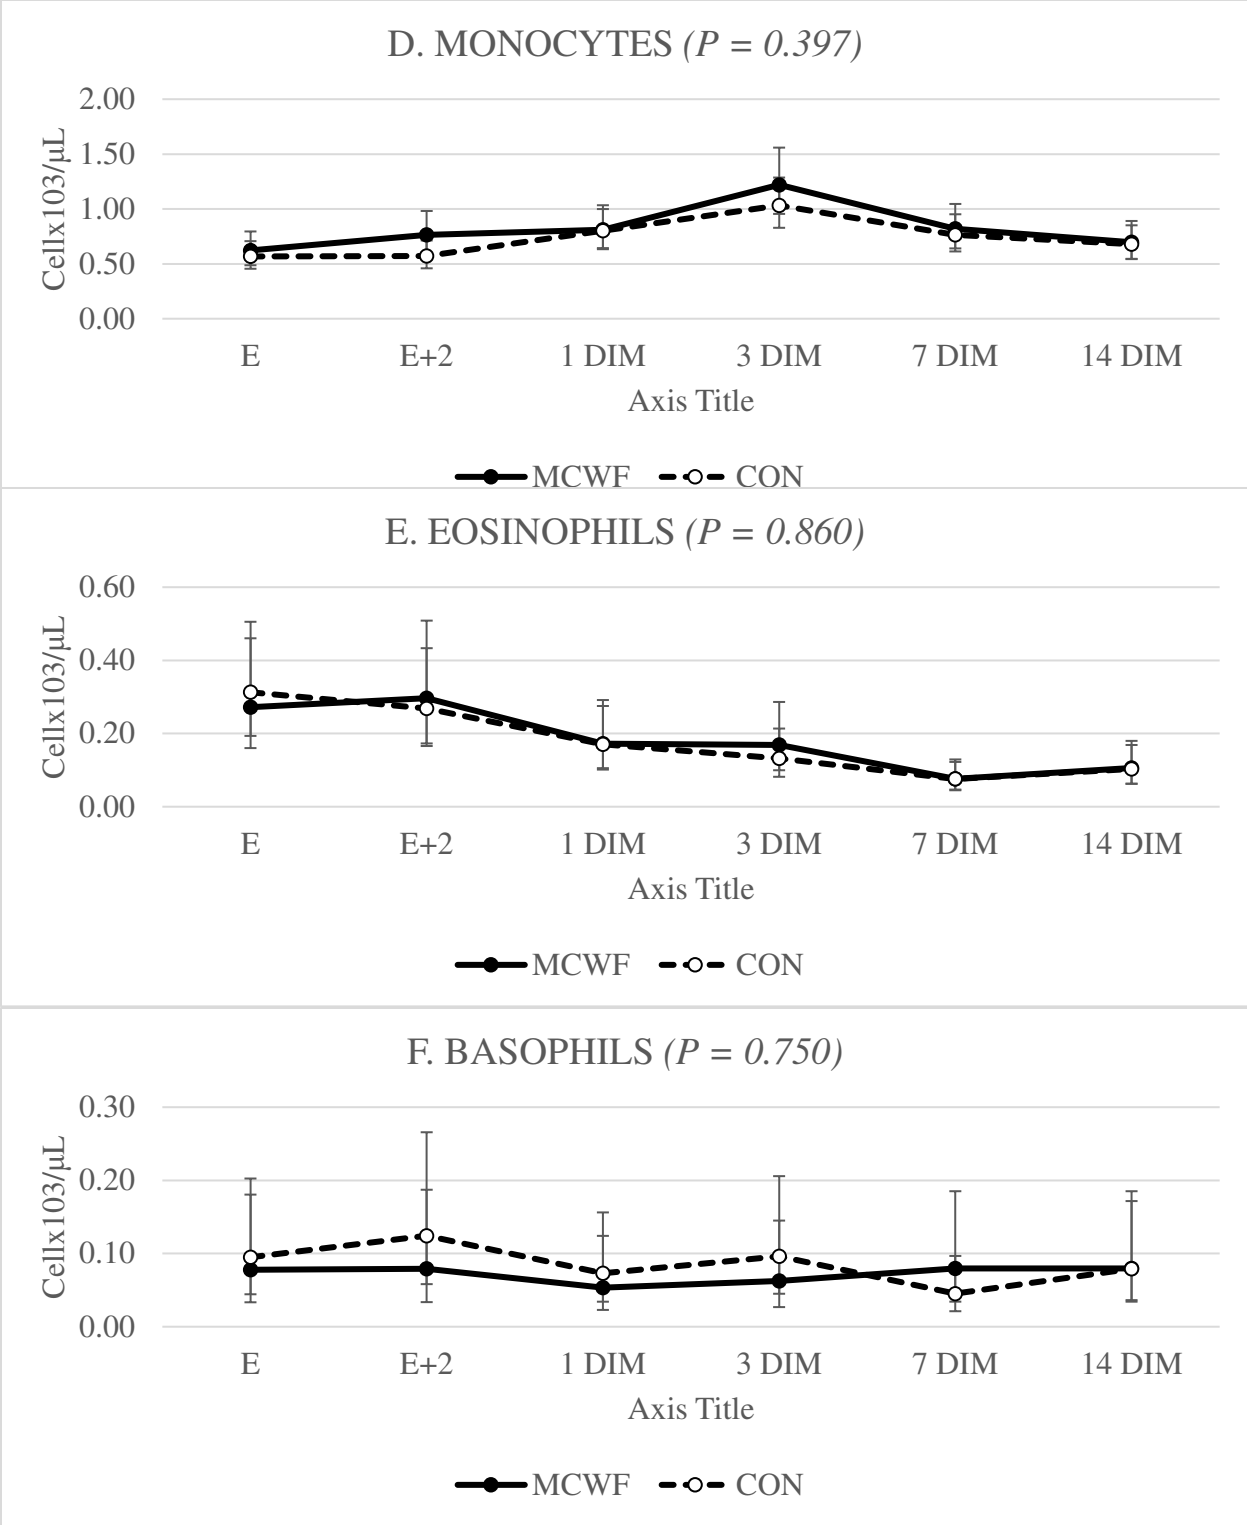 D. MONOCYTES (P = 0.397)
Cellx103/µL
2.00
1.50
1.00
0.50
0.00
E E+2 1 DIM 3 DIM 7 DIM 14 DIM
Axis Title
MCWF CON
E. EOSINOPHILS (P = 0.860)
Cellx103/µL
0.60
0.40
0.20
0.00
E E+2 1 DIM 3 DIM 7 DIM 14 DIM
Axis Title
MCWF CON
F. BASOPHILS (P = 0.750)
Cellx103/µL
0.30
0.20
0.10
0.00
E E+2 1 DIM 3 DIM 7 DIM 14 DIM
Axis Title
MCWF CON